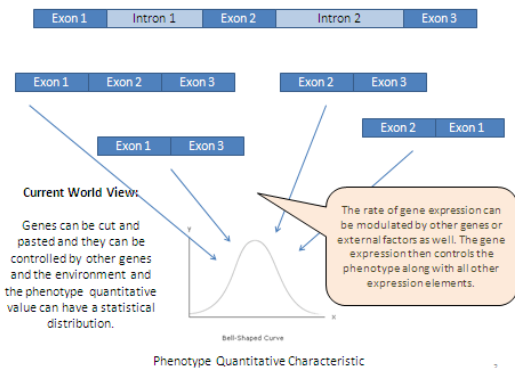 Exon 1 Intron 1 Exon 2 Intron 2 Exon 3
Exon 1 Exon 2 Exon 3
Exon 2 Exon 3
Exon 2 Exon 1
Exon 1 Exon 3
Current World View:
Genes can be cut and
pasted and they can be
controlled by other genes
and the environment and
the phenotype quantitative
value can have a statistical
distribution.
The rate of gene expression can
be modulated by other genes or
external factors as well. The gene
expression then controls the
phenotype along with all other
expression elements.
y
x
Bell-Shaped Curve
Phenotype Quantitative Characteristic